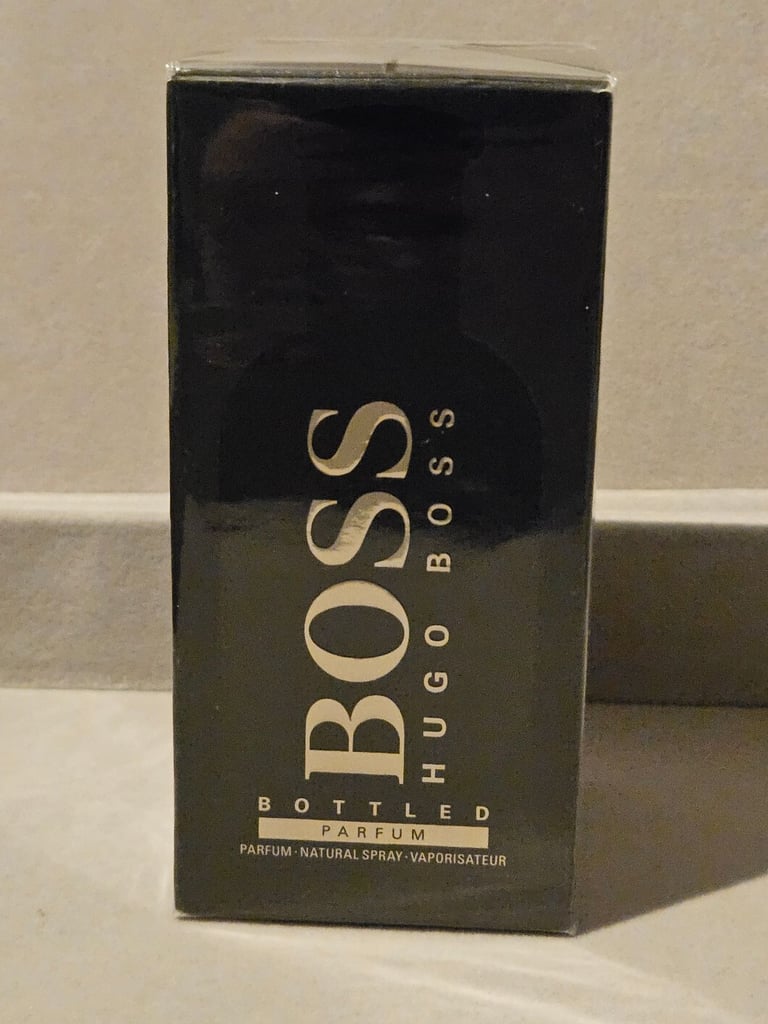 BOSS
HUGO BOSS
BOTTLED
PARFUM
PARFUM·NATURAL SPRAY·VAPORISATEUR